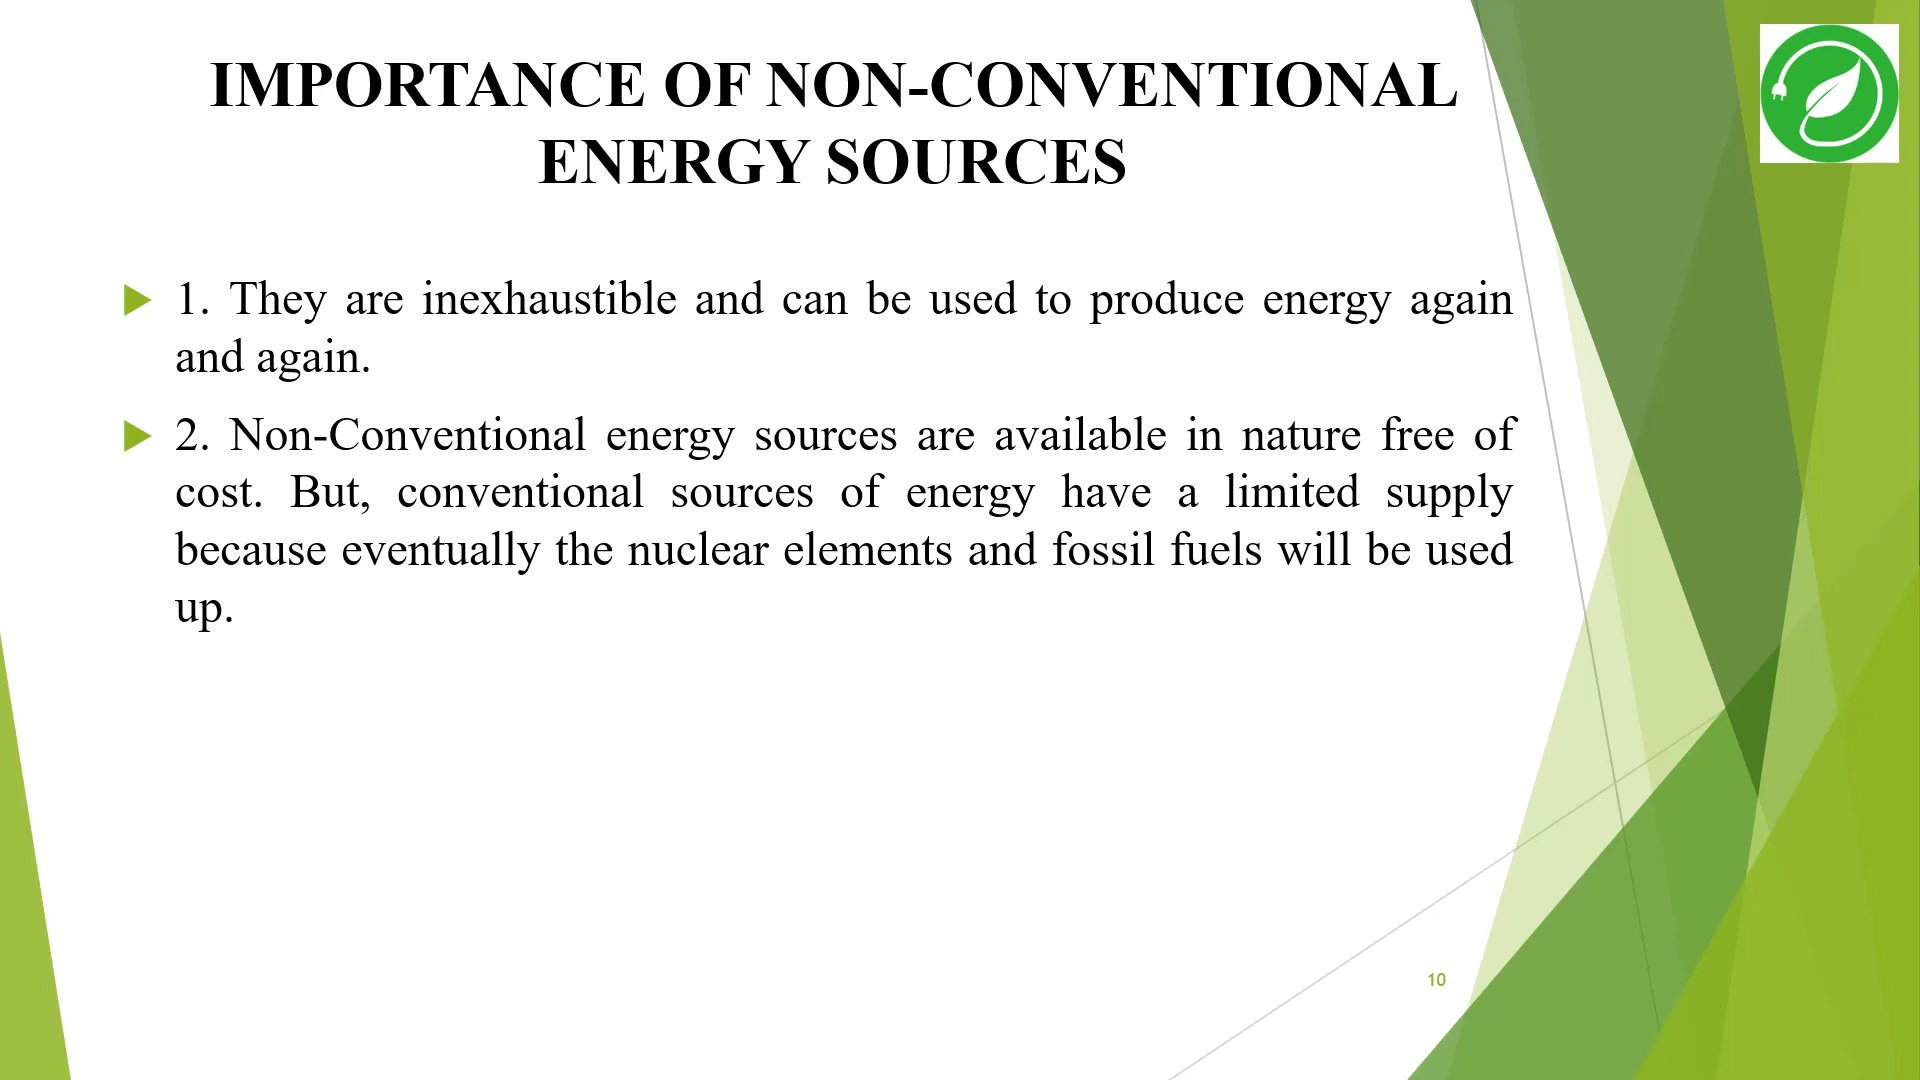 IMPORTANCE OF NON-CONVENTIONAL
ENERGY SOURCES
1. They are inexhaustible and can be used to produce energy again
and again.
2. Non-Conventional energy sources are available in nature free of
cost. But, conventional sources of energy have a limited supply
because eventually the nuclear elements and fossil fuels will be used
up.
10